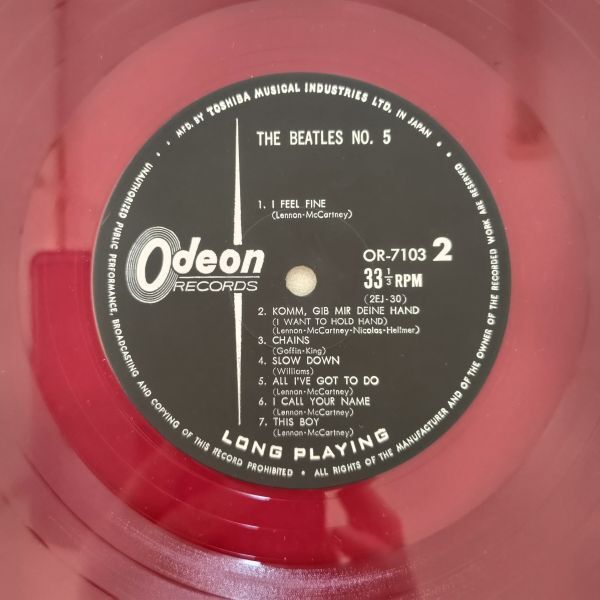 MFD. BY TOSHIBA MUSICAL INDUSTRIES LTD. IN JAPAN
THE BEATLES NO. 5
1. I FEEL FINE
(Lennon-McCartney)
Odeon
RECORDS
OR-7103 2
33 1/3 RPM
(2EJ-30)
2. KOMM, GIB MIR DEINE HAND
(I WANT TO HOLD HAND)
(Lennon-McCartney-Nicolas-Hellmer)
3. CHAINS
(Goffin-King)
4. SLOW DOWN
(Williams)
5. ALL I'VE GOT TO DO
(Lennon-McCartney)
6. I CALL YOUR NAME
(Lennon-McCartney)
7. THIS BOY
(Lennon-McCartney)
LONG PLAYING
UNAUTHORIZED PUBLIC PERFORMANCE, BROADCASTING AND COPYING OF THIS RECORD PROHIBITED • ALL RIGHTS OF THE MANUFACTURER AND OF THE OWNER OF THE RECORDED WORK ARE RESERVED